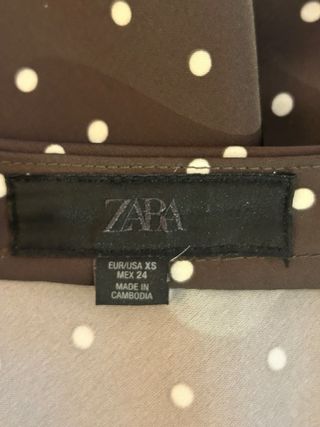 ZARA
EUR/USA XS
MEX 24
MADE IN
CAMBODIA